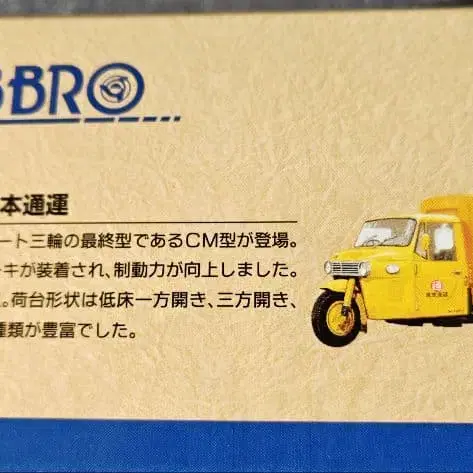 BBRO
本通運
ート三輪の最終型であるCM型が登場。
ーキが装着され、制動力が向上しました。
。荷台形状は低床一方開き、三方開き、
種類が豊富でした。